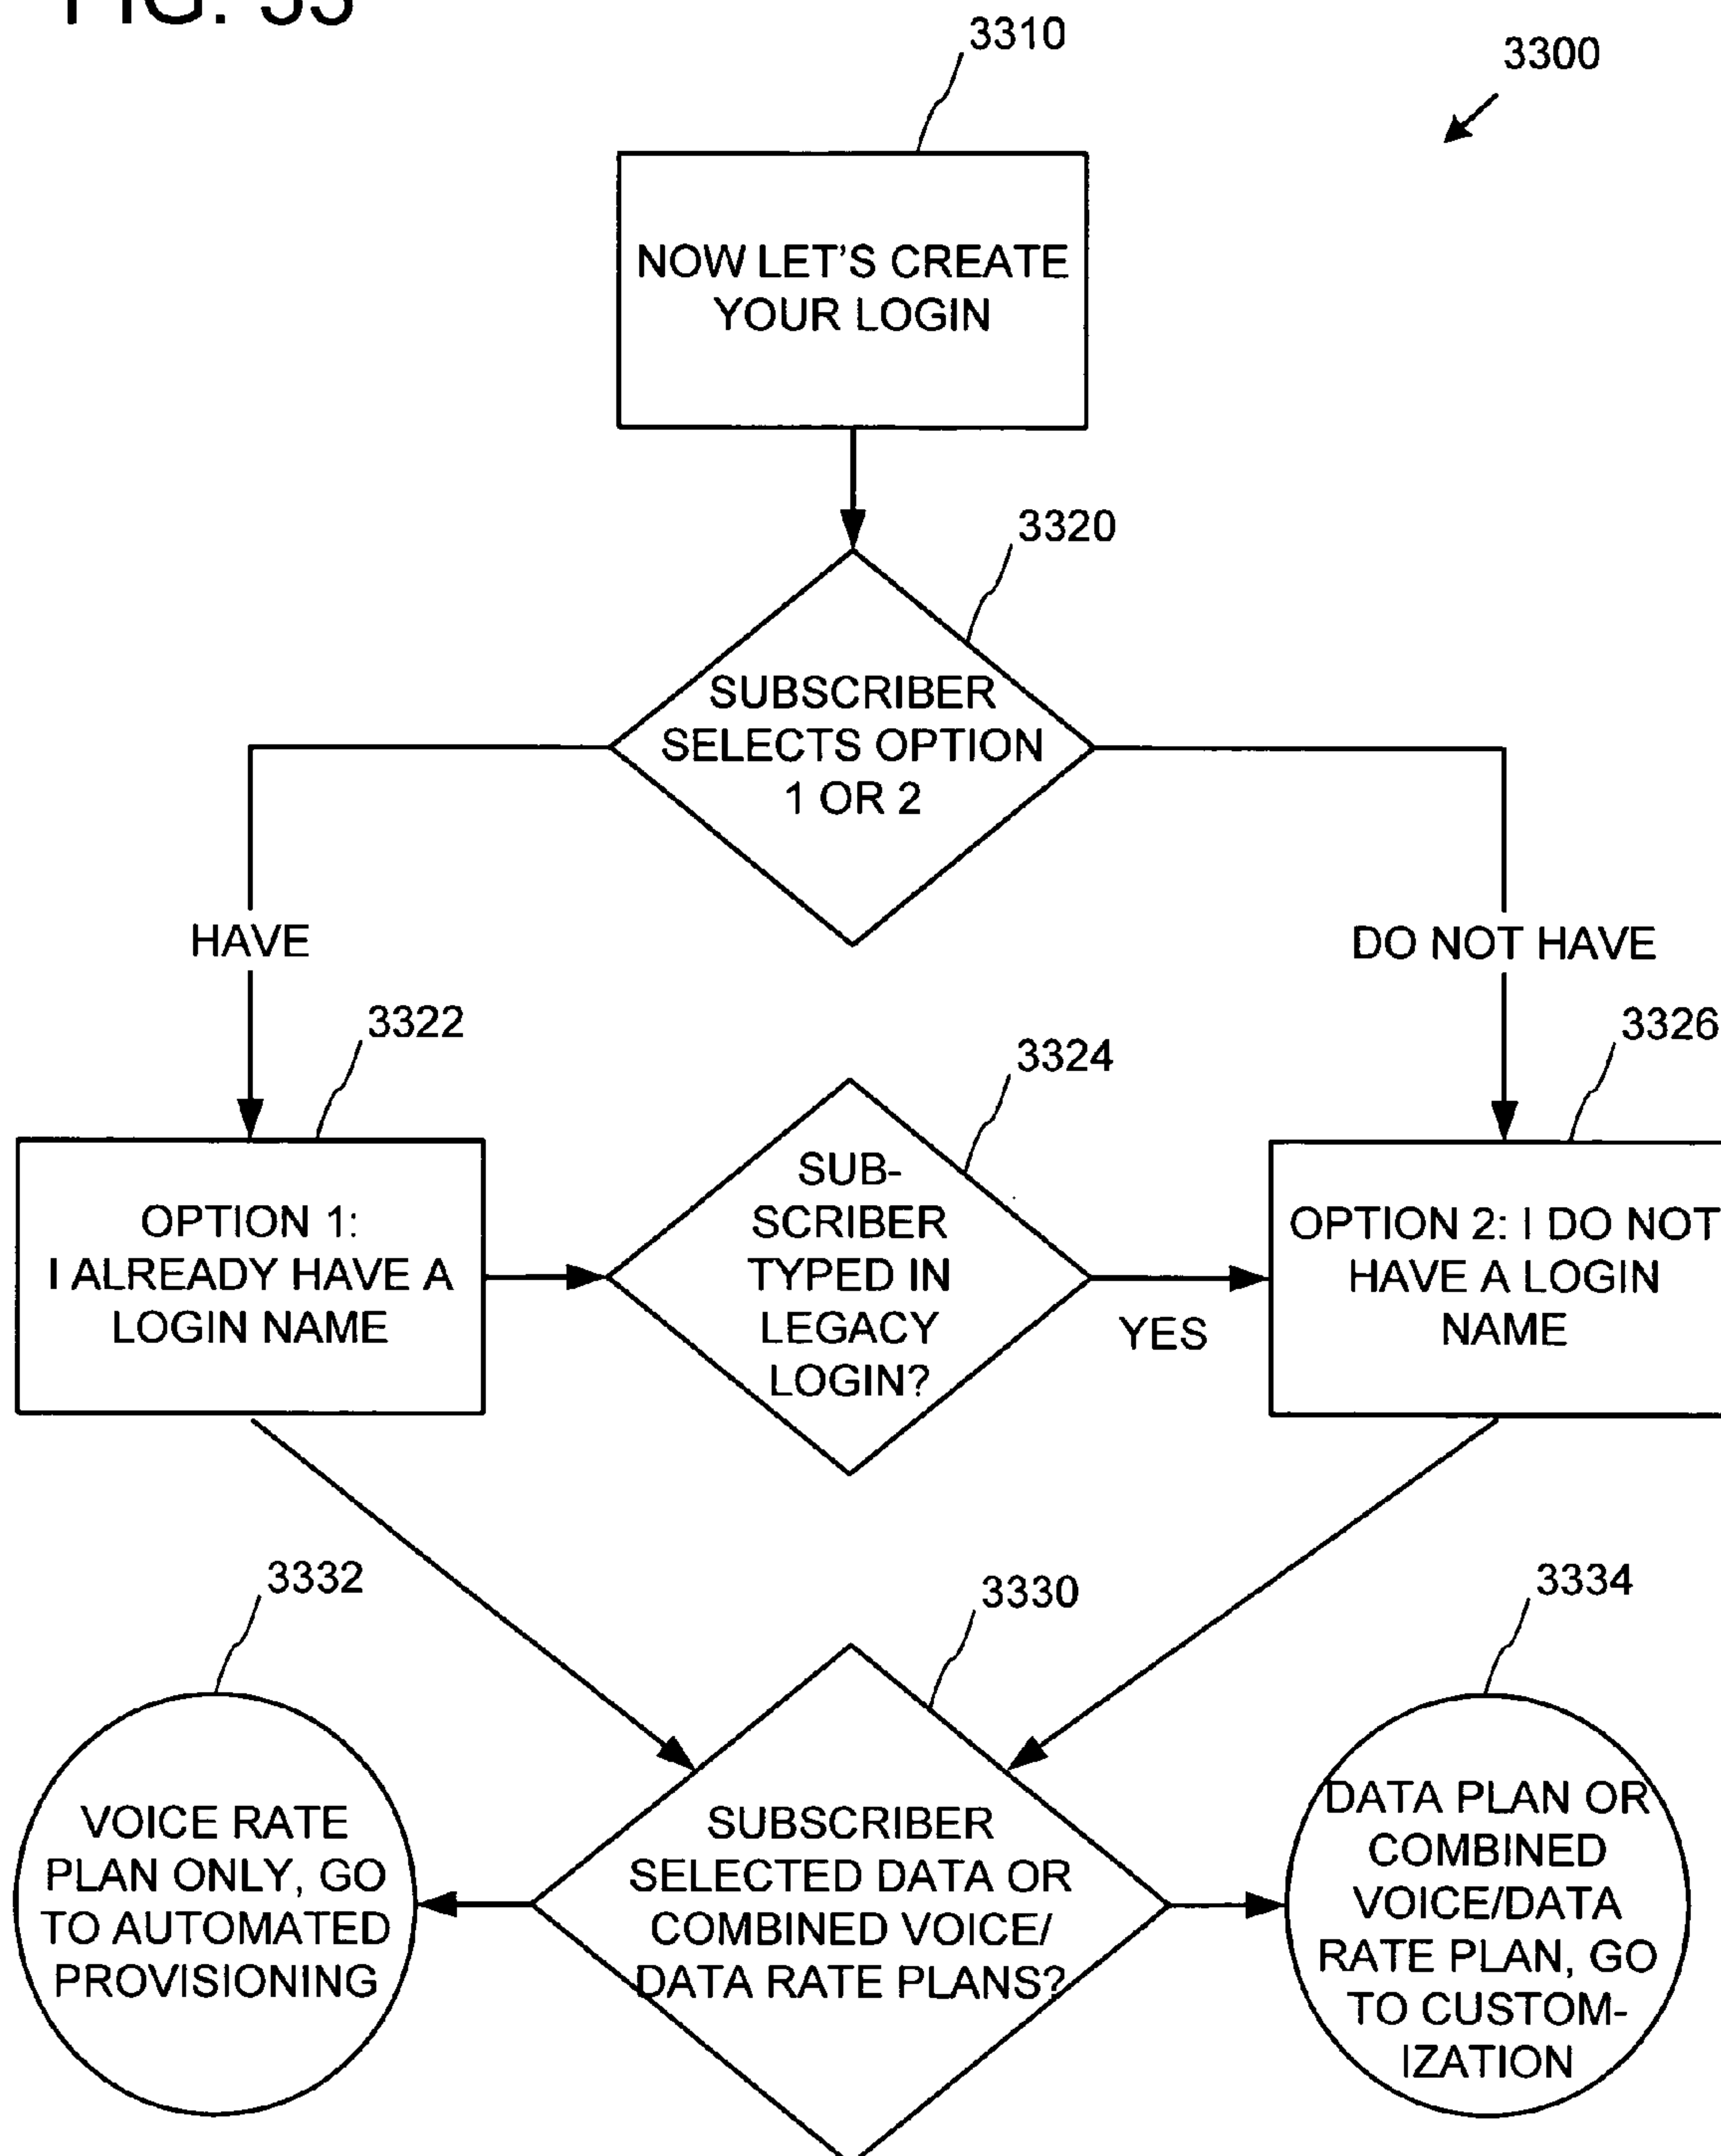 FIG. 33
3310
3300
NOW LET'S CREATE
YOUR LOGIN
3320
SUBSCRIBER
SELECTS OPTION
1 OR 2
HAVE
DO NOT HAVE
3322
3324
3326
OPTION 1:
I ALREADY HAVE A
LOGIN NAME
SUB-
SCRIBER
TYPED IN
LEGACY
LOGIN?
YES
OPTION 2: I DO NOT
HAVE A LOGIN
NAME
3332
3330
3334
VOICE RATE
PLAN ONLY, GO
TO AUTOMATED
PROVISIONING
SUBSCRIBER
SELECTED DATA OR
COMBINED VOICE/
DATA RATE PLANS?
DATA PLAN OR
COMBINED
VOICE/DATA
RATE PLAN, GO
TO CUSTOM-
IZATION